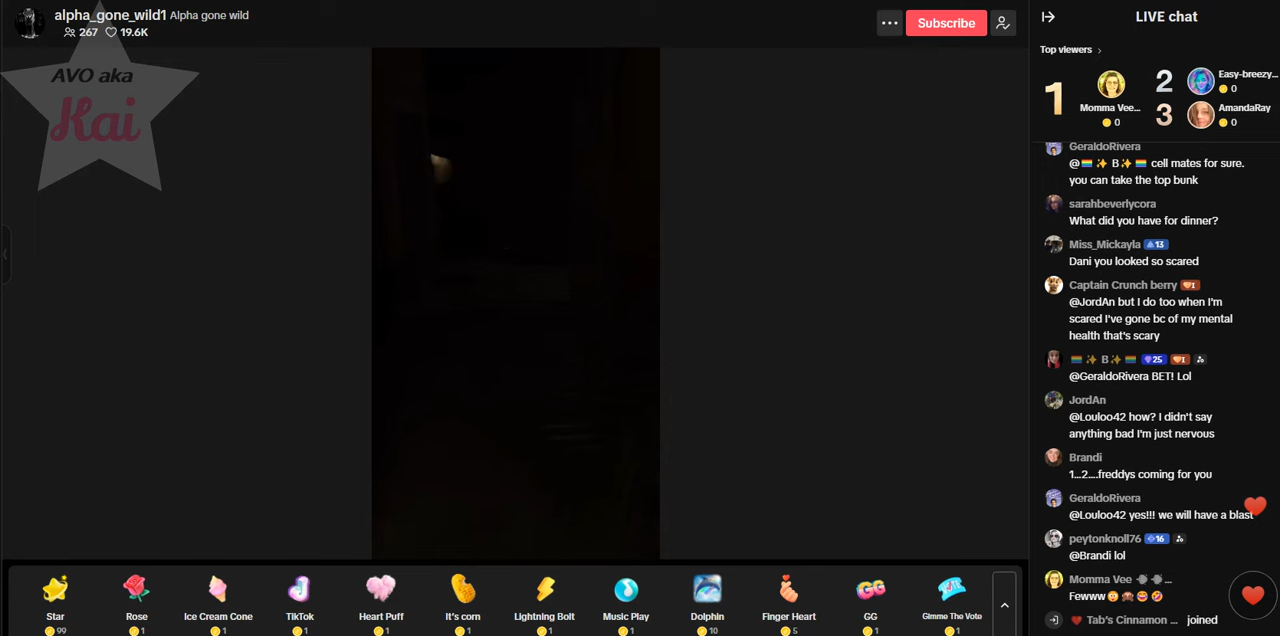 alpha_gone_wild1 Alpha gone wild
267 19.6K
AVO aka
Kai
... Subscribe
LIVE chat
Top viewers >
1 Momma Vee... 0
2 Easy-breezy... 0
3 AmandaRay 0
GeraldoRivera
@🏳️‍🌈✨ B✨🏳️‍🌈 cell mates for sure.
you can take the top bunk
sarahbeverlycora
What did you have for dinner?
Miss_Mickayla 13
Dani you looked so scared
Captain Crunch berry I
@JordAn but I do too when I'm
scared I've gone bc of my mental
health that's scary
🏳️‍🌈✨ B✨🏳️‍🌈 25 I
@GeraldoRivera BET! Lol
JordAn
@Louloo42 how? I didn't say
anything bad I'm just nervous
Brandi
1...2....freddys coming for you
GeraldoRivera
@Louloo42 yes!!! we will have a blast
peytonknoll76 16
@Brandi lol
Momma Vee 🗣️🗣️...
Fewww😳🙈😄🤣
Tab's Cinnamon ... joined
Star
99
Rose
1
Ice Cream Cone
1
TikTok
1
Heart Puff
1
It's corn
1
Lightning Bolt
1
Music Play
1
Dolphin
10
Finger Heart
5
GG
1
Gimme The Vote
1